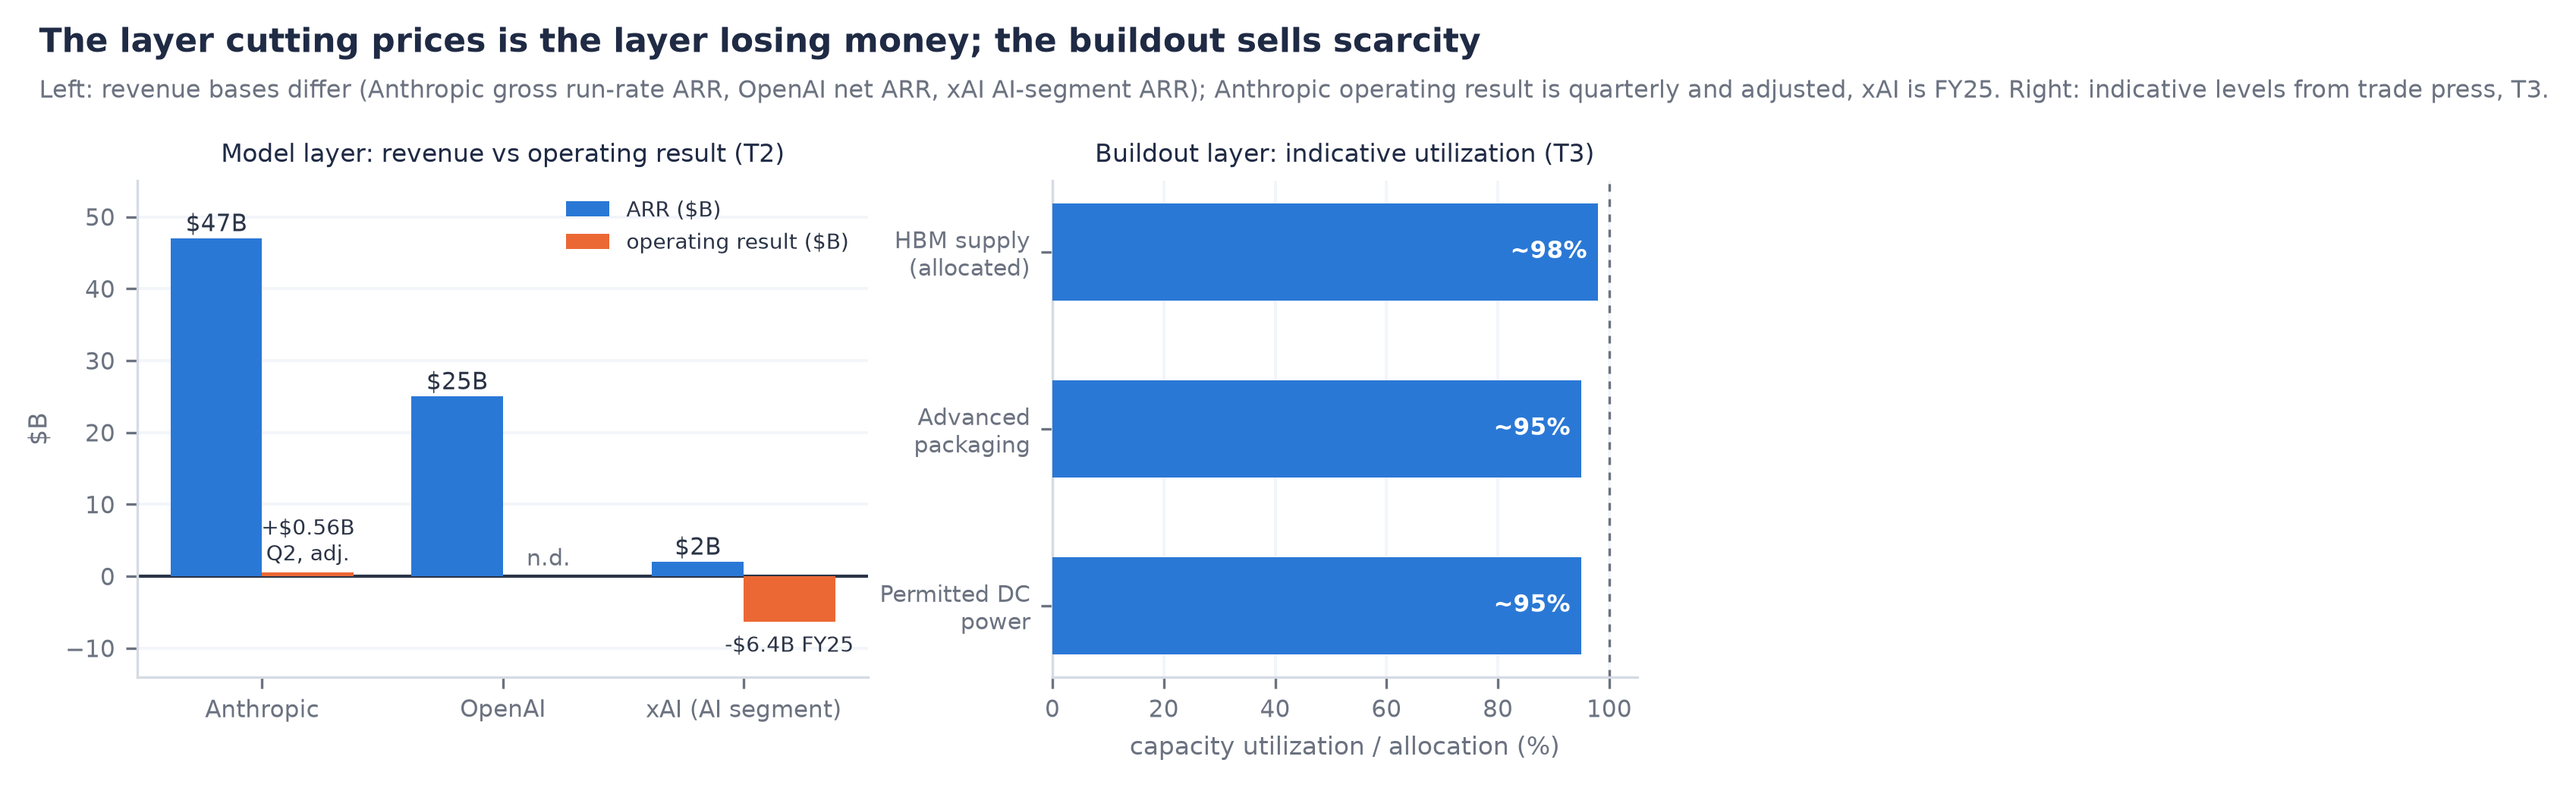 The layer cutting prices is the layer losing money; the buildout sells scarcity
Left: revenue bases differ (Anthropic gross run-rate ARR, OpenAI net ARR, xAI AI-segment ARR); Anthropic operating result is quarterly and adjusted, xAI is FY25. Right: indicative levels from trade press, T3.
Model layer: revenue vs operating result (T2)
ARR ($B)
operating result ($B)
$B
50
40
30
20
10
0
−10
$47B
+$0.56B
Q2, adj.
$25B
n.d.
$2B
-$6.4B FY25
Anthropic
OpenAI
xAI (AI segment)
Buildout layer: indicative utilization (T3)
HBM supply
(allocated)
~98%
Advanced
packaging
~95%
Permitted DC
power
~95%
0
20
40
60
80
100
capacity utilization / allocation (%)